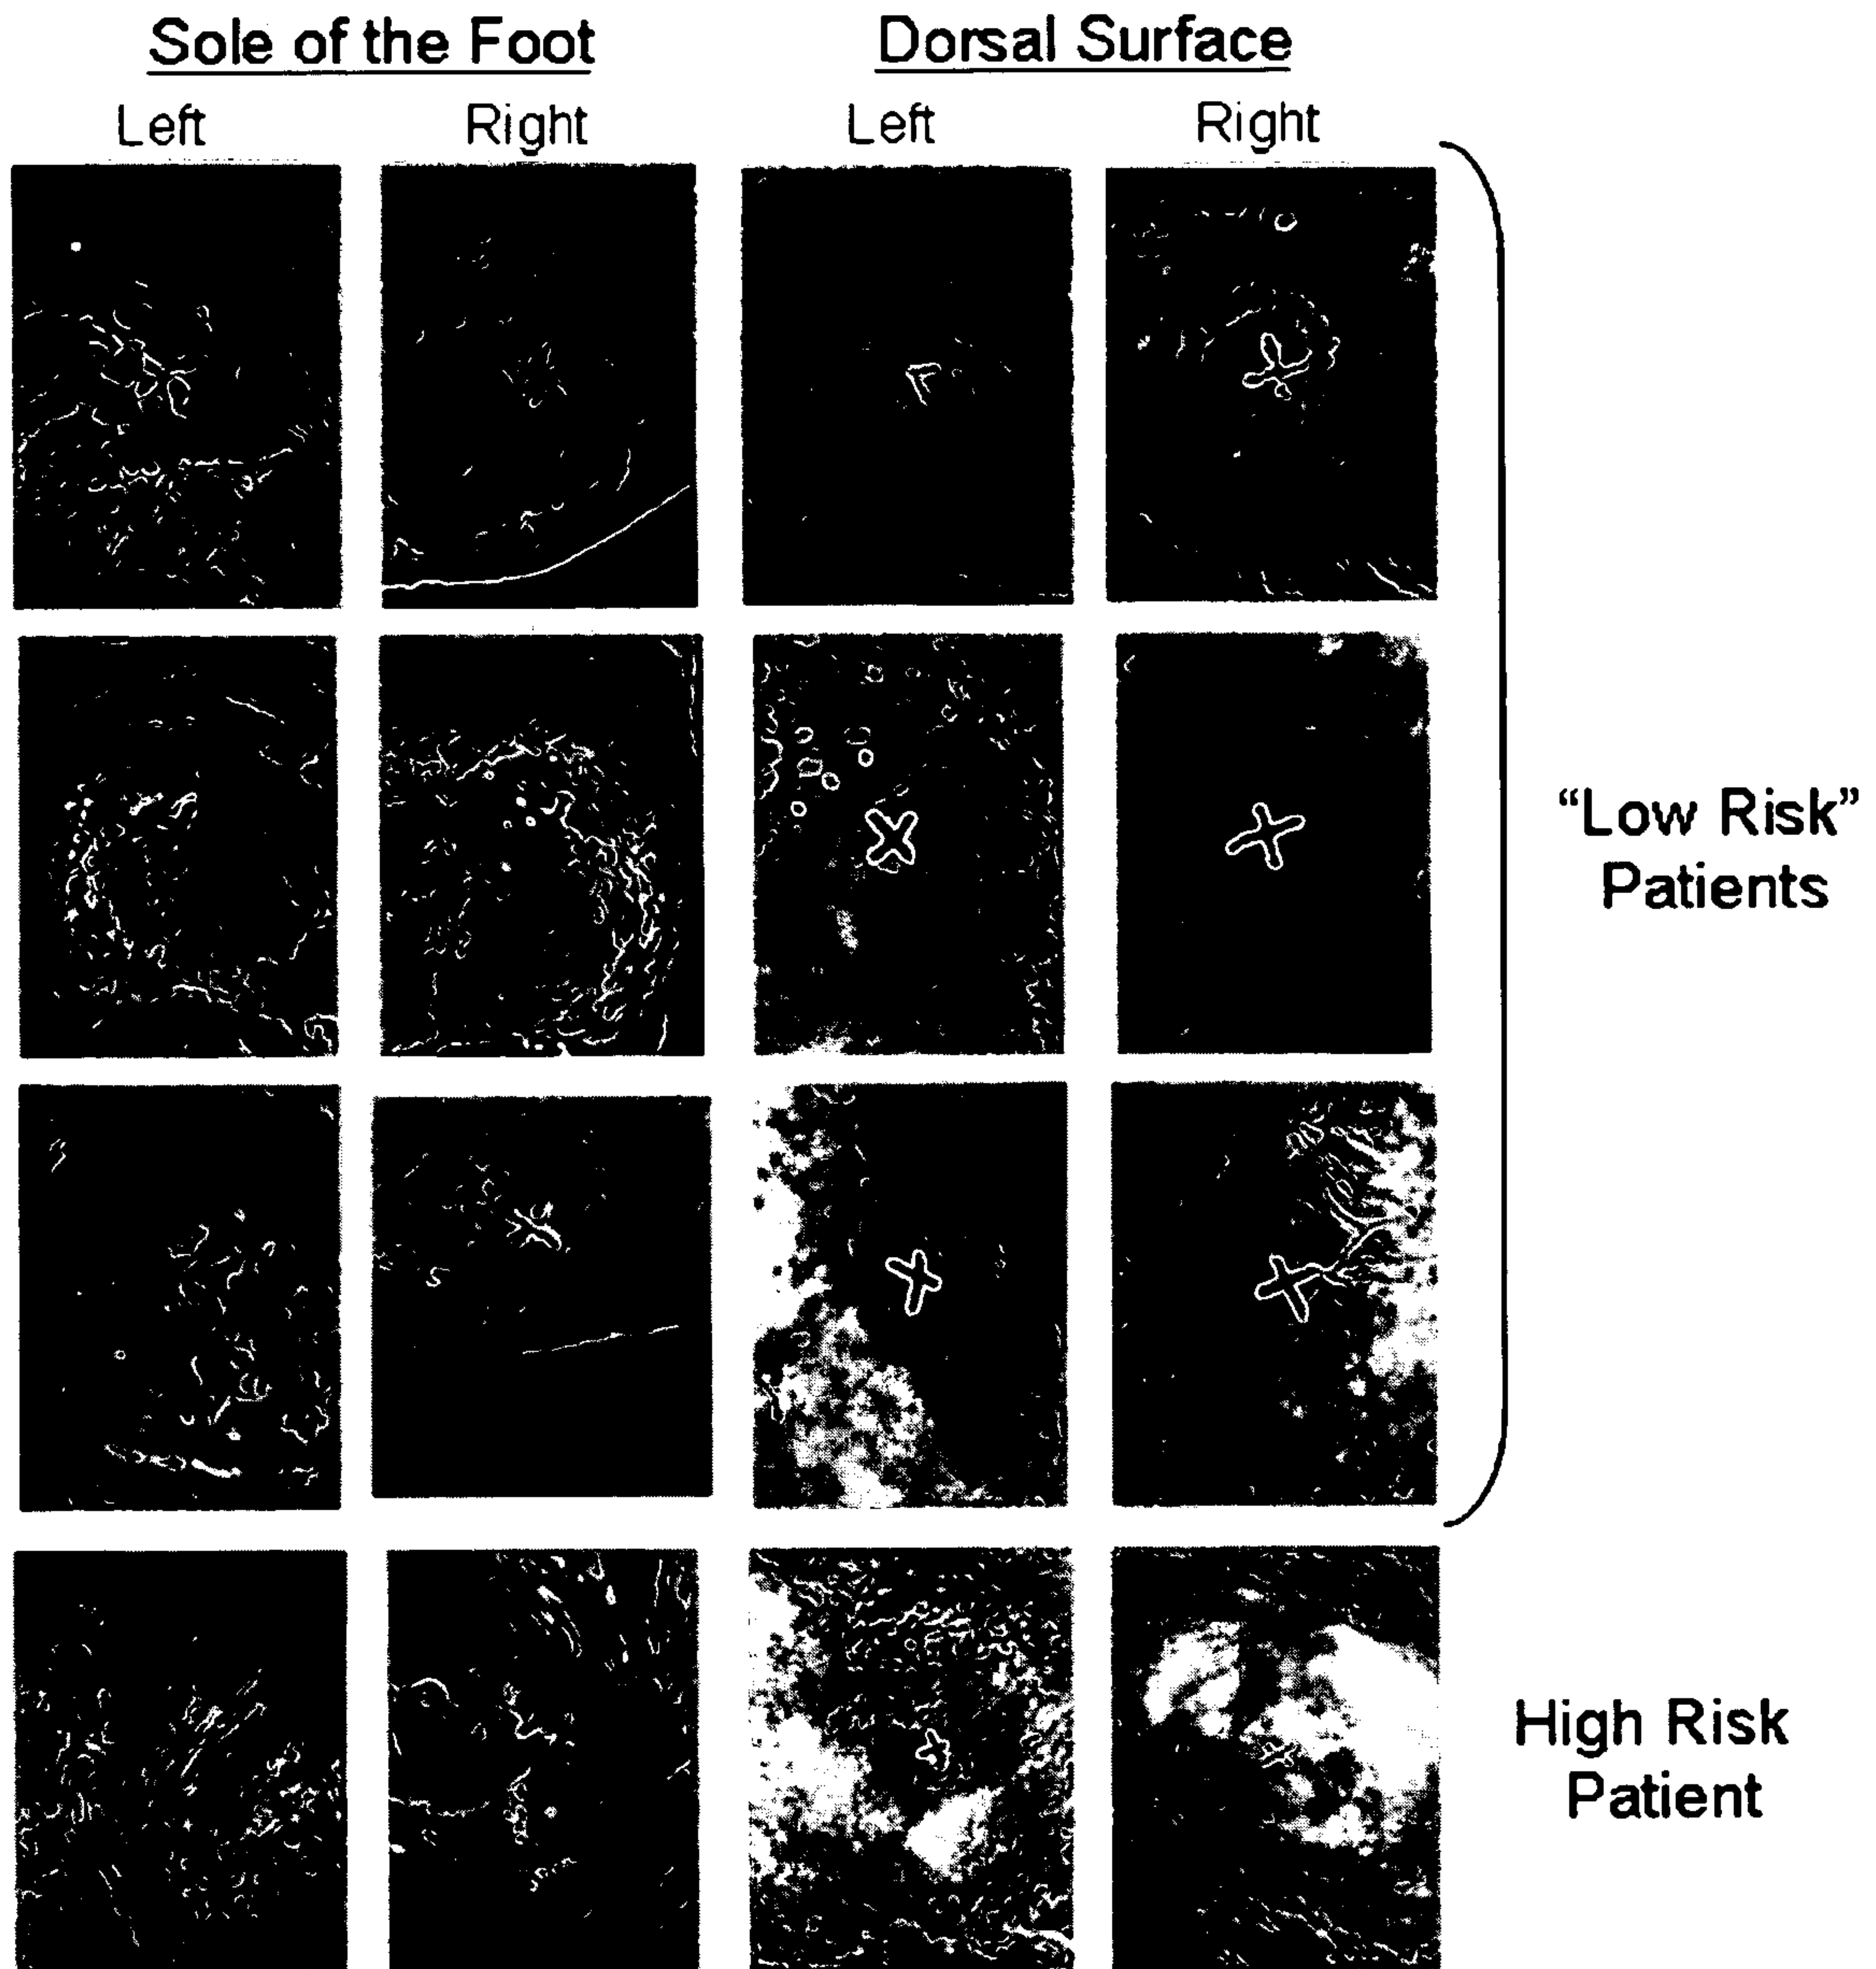 Sole of the Foot Dorsal Surface
Left Right Left Right
“Low Risk”
Patients
High Risk
Patient